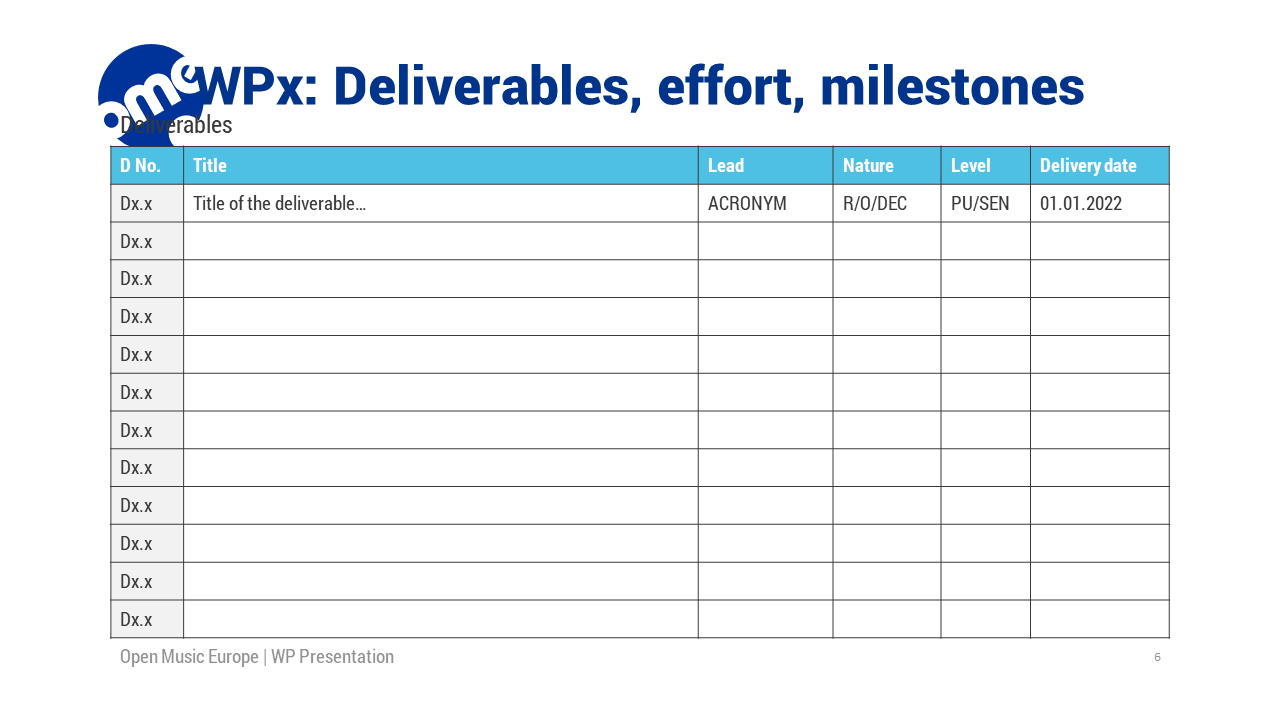 .me
WPx: Deliverables, effort, milestones
Deliverables
D No. Title Lead Nature Level Delivery date
Dx.x Title of the deliverable… ACRONYM R/O/DEC PU/SEN 01.01.2022
Dx.x
Dx.x
Dx.x
Dx.x
Dx.x
Dx.x
Dx.x
Dx.x
Dx.x
Dx.x
Dx.x
Open Music Europe | WP Presentation 6